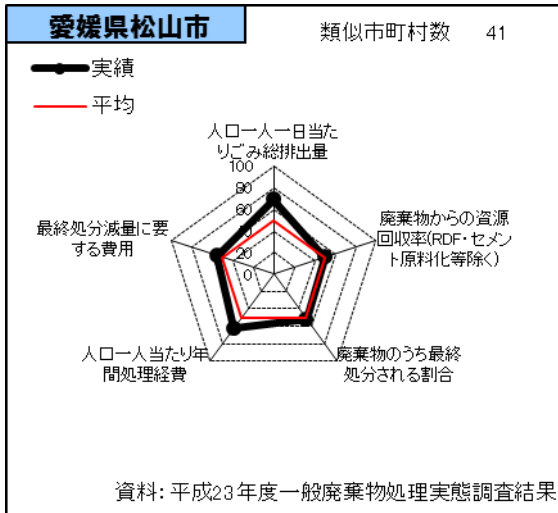 愛媛県松山市
類似市町村数 41
実績
平均
人口一人一日当た
りごみ総排出量
100
80
60
20
0
最終処分減量に要
する費用
廃棄物からの資源
回収率(RDF・セメン
ト原料化等除く)
人口一人当たり年
間処理経費
廃棄物のうち最終
処分される割合
資料:平成23年度一般廃棄物処理実態調査結果